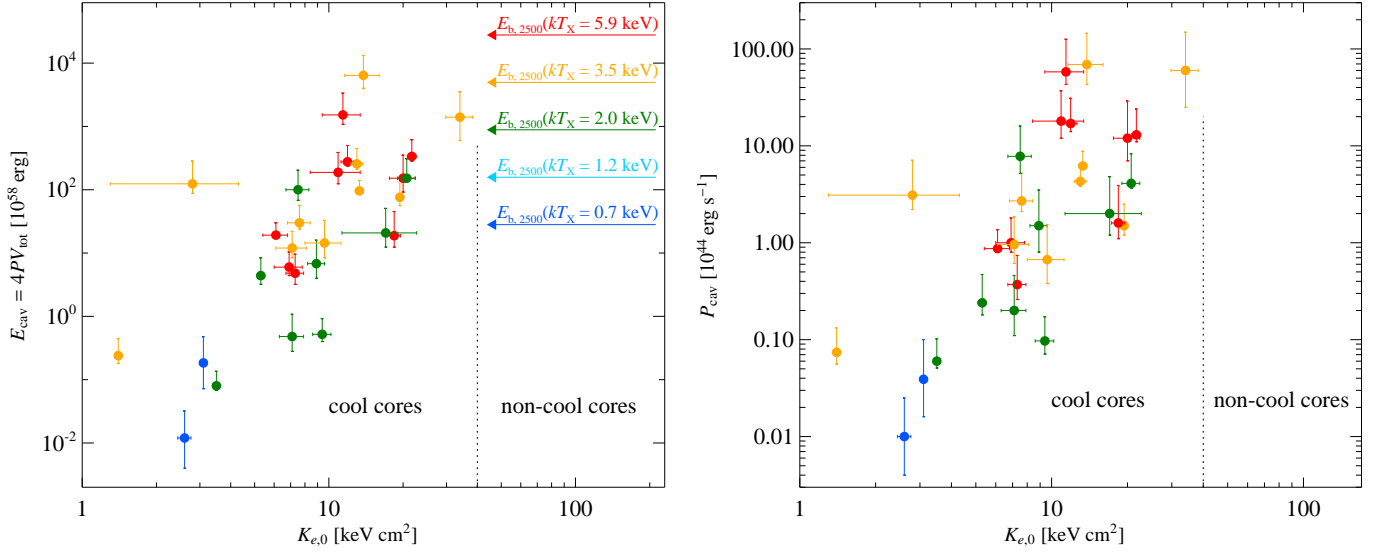 E_cav = 4PV_tot [10^58 erg]
10^4
10^2
10^0
10^-2
E_b, 2500(kT_X = 5.9 keV)
E_b, 2500(kT_X = 3.5 keV)
E_b, 2500(kT_X = 2.0 keV)
E_b, 2500(kT_X = 1.2 keV)
E_b, 2500(kT_X = 0.7 keV)
cool cores non-cool cores
1 10 100
K_e,0 [keV cm^2]
P_cav [10^44 erg s^-1]
100.00
10.00
1.00
0.10
0.01
cool cores non-cool cores
1 10 100
K_e,0 [keV cm^2]